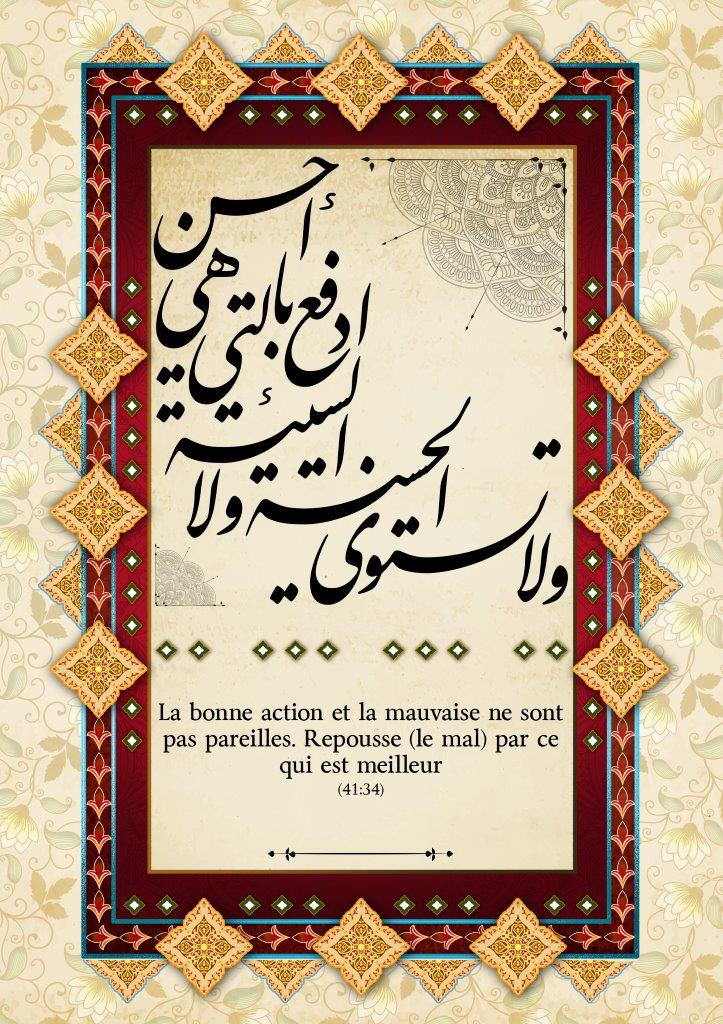 ولا تستوي الحسنة ولا السيئة ادفع بالتي هي أحسن
La bonne action et la mauvaise ne sont
pas pareilles. Repousse (le mal) par ce
qui est meilleur
(41:34)